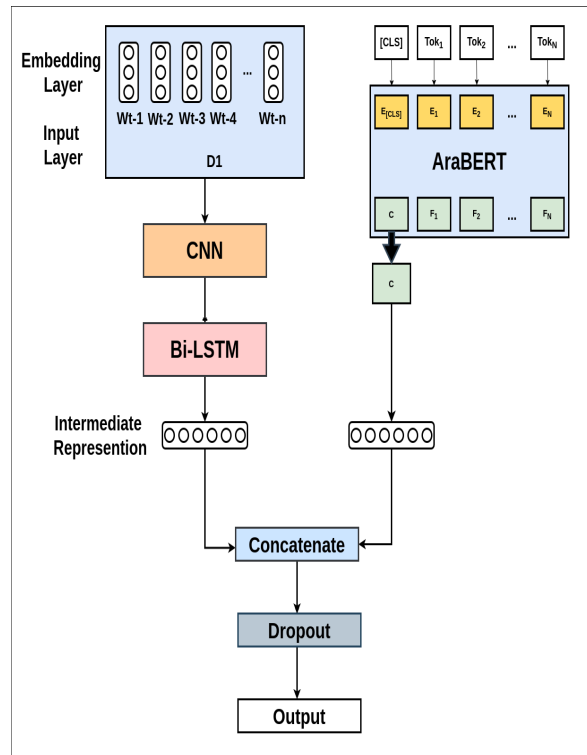 Embedding
Layer
Input
Layer
...
Wt-1 Wt-2 Wt-3 Wt-4 Wt-n
D1
CNN
Bi-LSTM
Intermediate
Represention
[CLS] Tok1 Tok2 ... TokN
E[CLS] E1 E2 ... EN
AraBERT
C F1 F2 ... FN
C
Concatenate
Dropout
Output